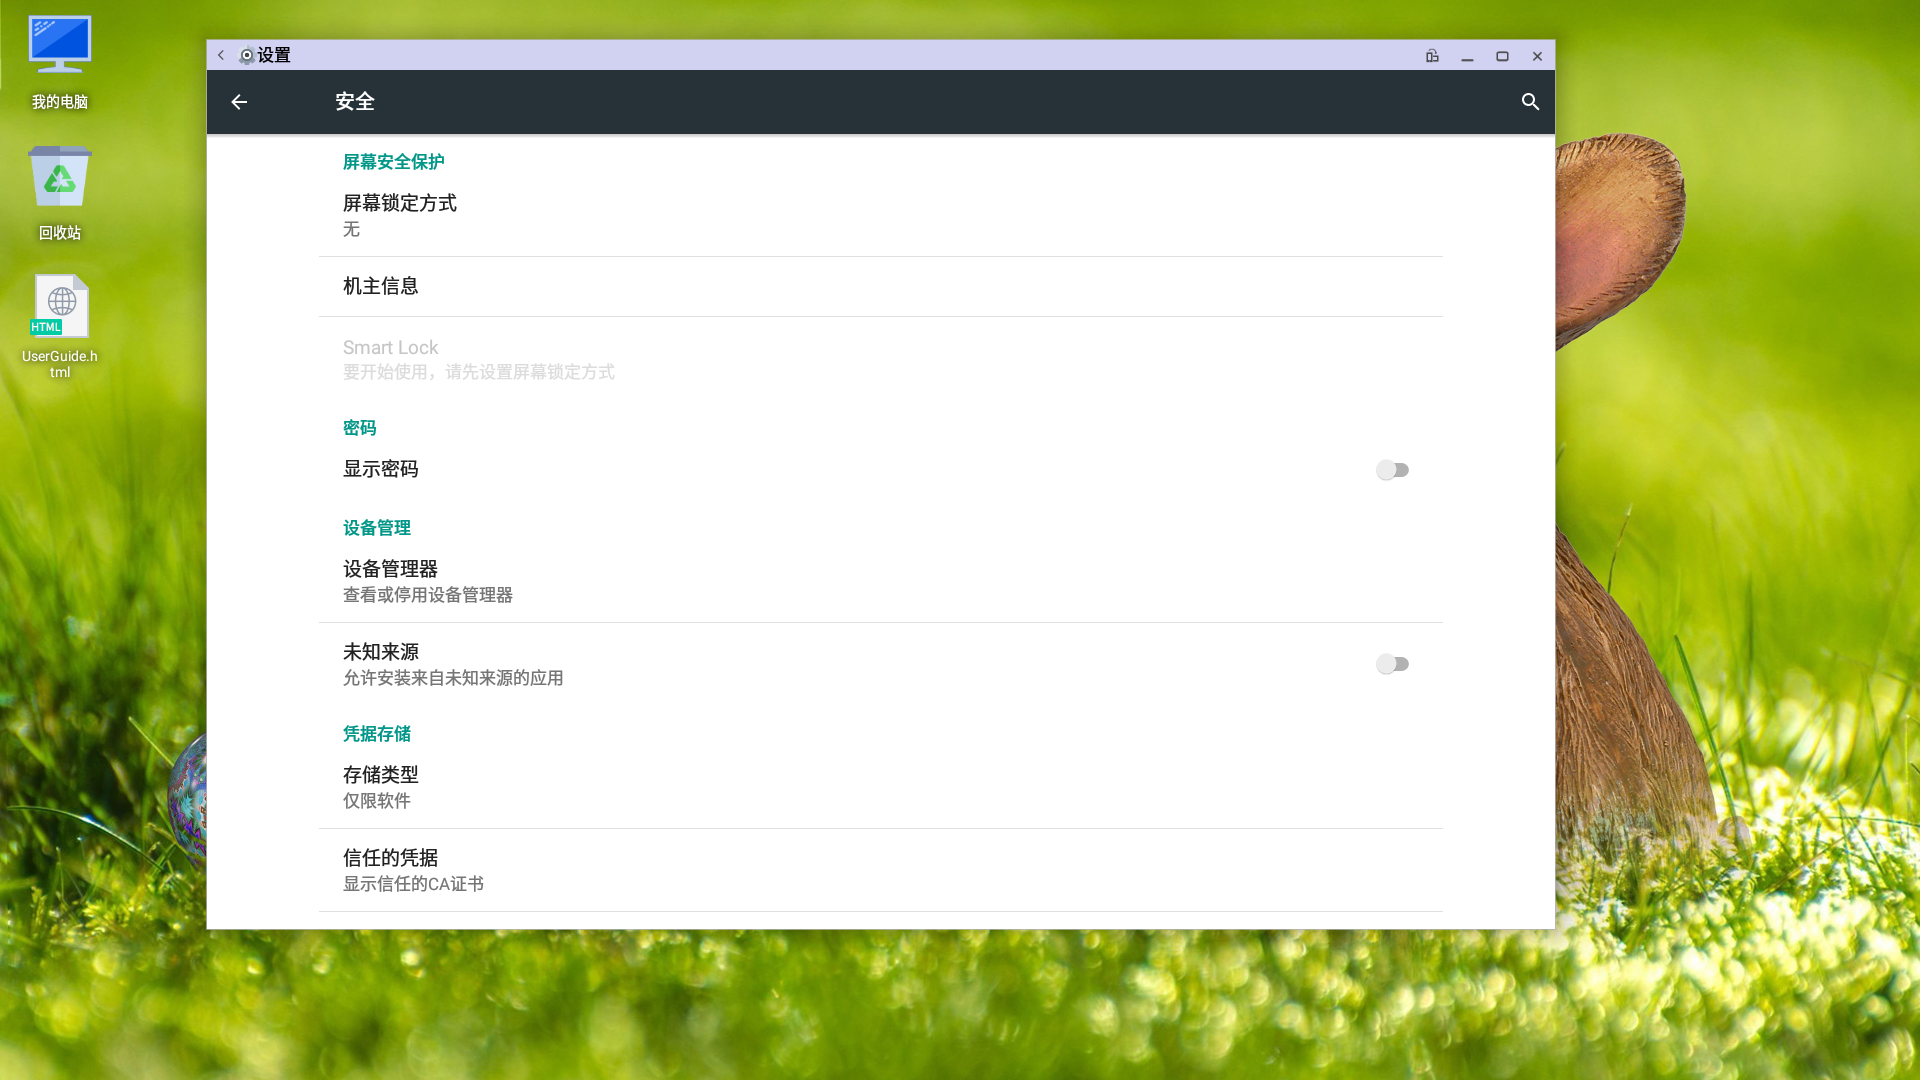 我的电脑
回收站
HTML
UserGuide.h
tml
设置
安全
屏幕安全保护
屏幕锁定方式
无
机主信息
Smart Lock
要开始使用，请先设置屏幕锁定方式
密码
显示密码
设备管理
设备管理器
查看或停用设备管理器
未知来源
允许安装来自未知来源的应用
凭据存储
存储类型
仅限软件
信任的凭据
显示信任的CA证书